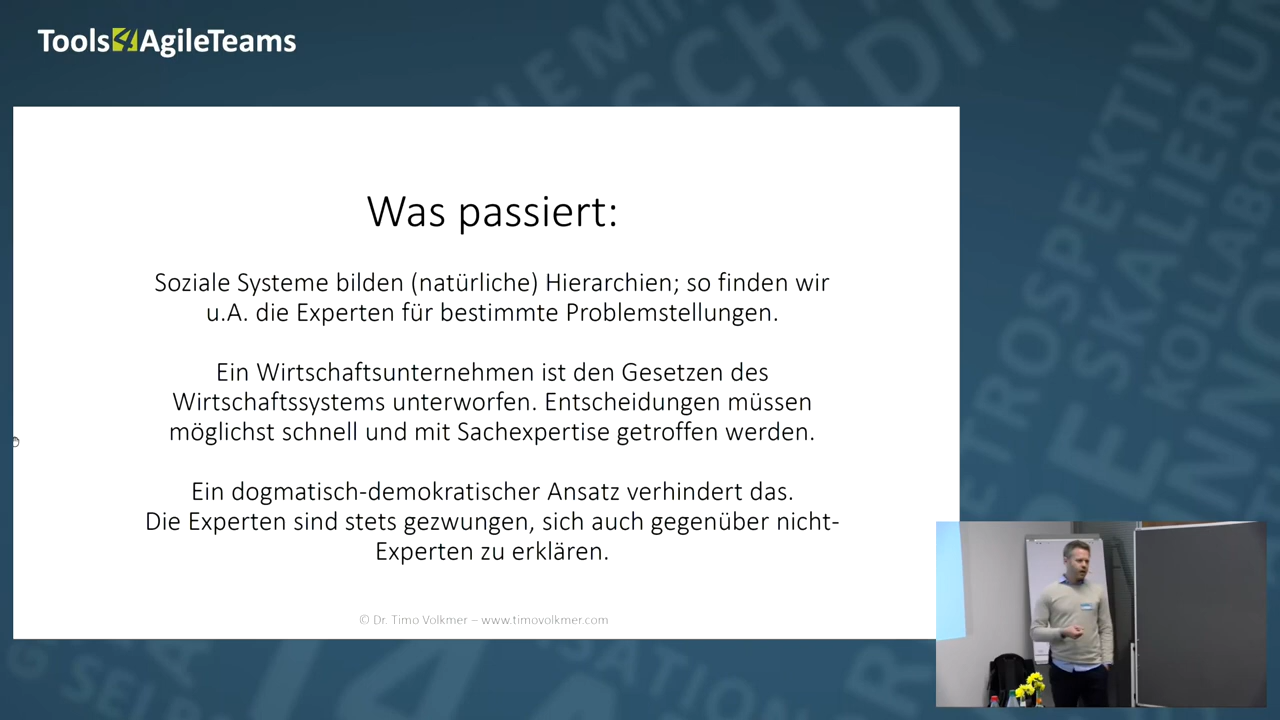 Tools4AgileTeams
Was passiert:
Soziale Systeme bilden (natürliche) Hierarchien; so finden wir
u.A. die Experten für bestimmte Problemstellungen.
Ein Wirtschaftsunternehmen ist den Gesetzen des
Wirtschaftssystems unterworfen. Entscheidungen müssen
möglichst schnell und mit Sachexpertise getroffen werden.
Ein dogmatisch-demokratischer Ansatz verhindert das.
Die Experten sind stets gezwungen, sich auch gegenüber nicht-
Experten zu erklären.
© Dr. Timo Volkmer – www.timovolkmer.com